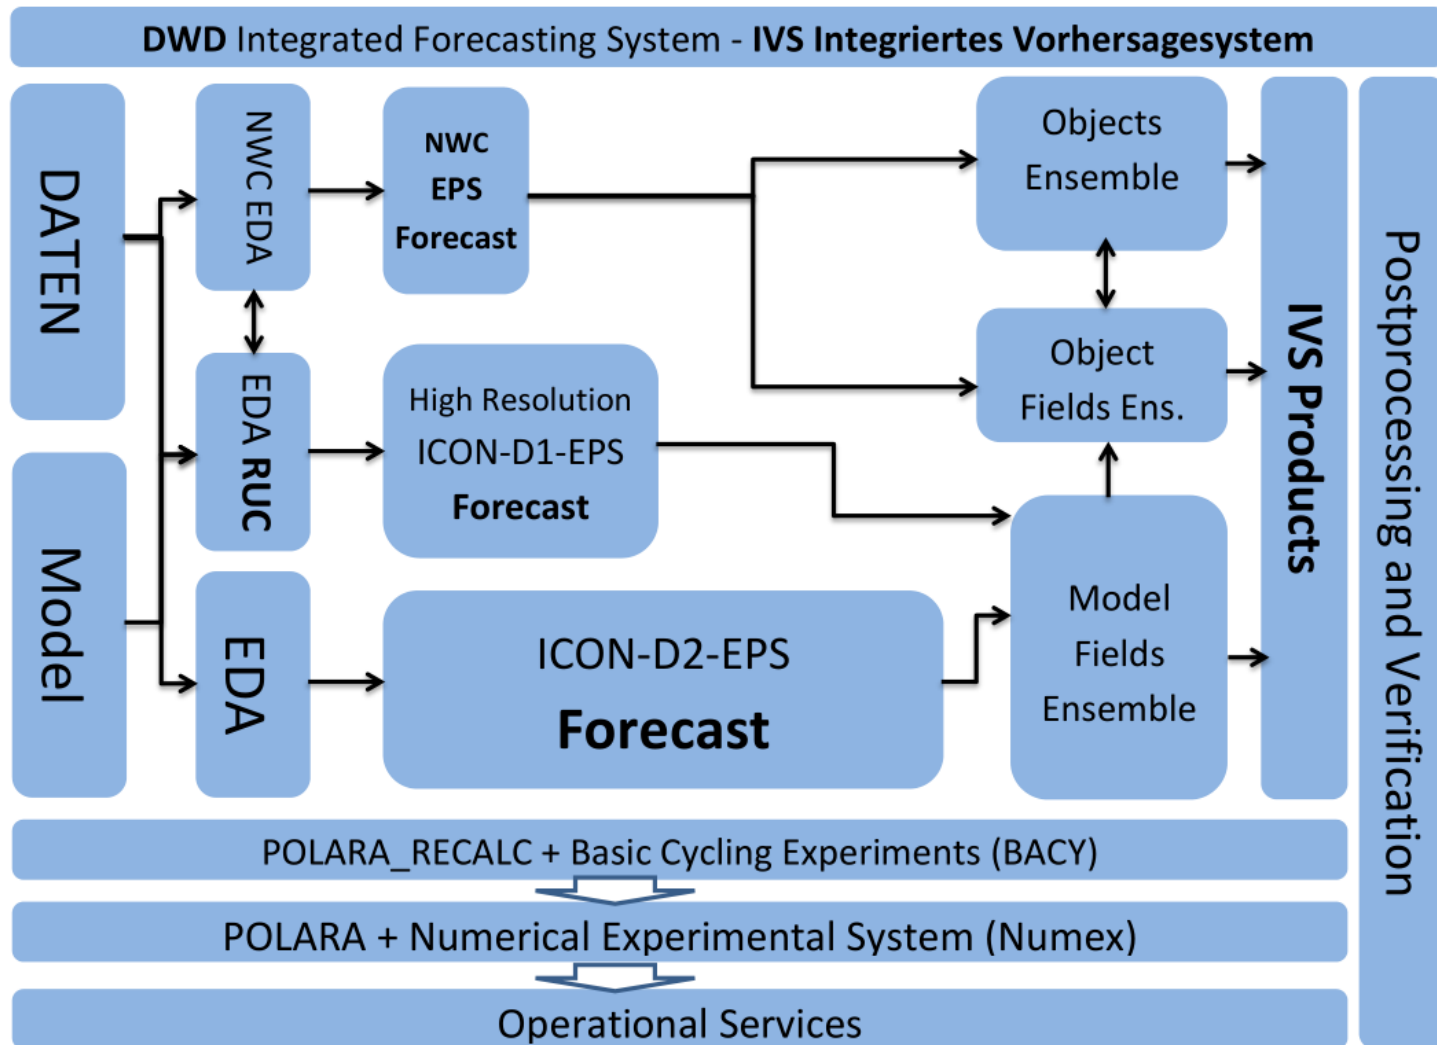 DWD Integrated Forecasting System - IVS Integriertes Vorhersagesystem
DATEN
Model
NWC EDA
EDA RUC
EDA
NWC
EPS
Forecast
High Resolution
ICON-D1-EPS
Forecast
ICON-D2-EPS
Forecast
Objects
Ensemble
Object
Fields Ens.
Model
Fields
Ensemble
IVS Products
Postprocessing and Verification
POLARA_RECALC + Basic Cycling Experiments (BACY)
POLARA + Numerical Experimental System (Numex)
Operational Services